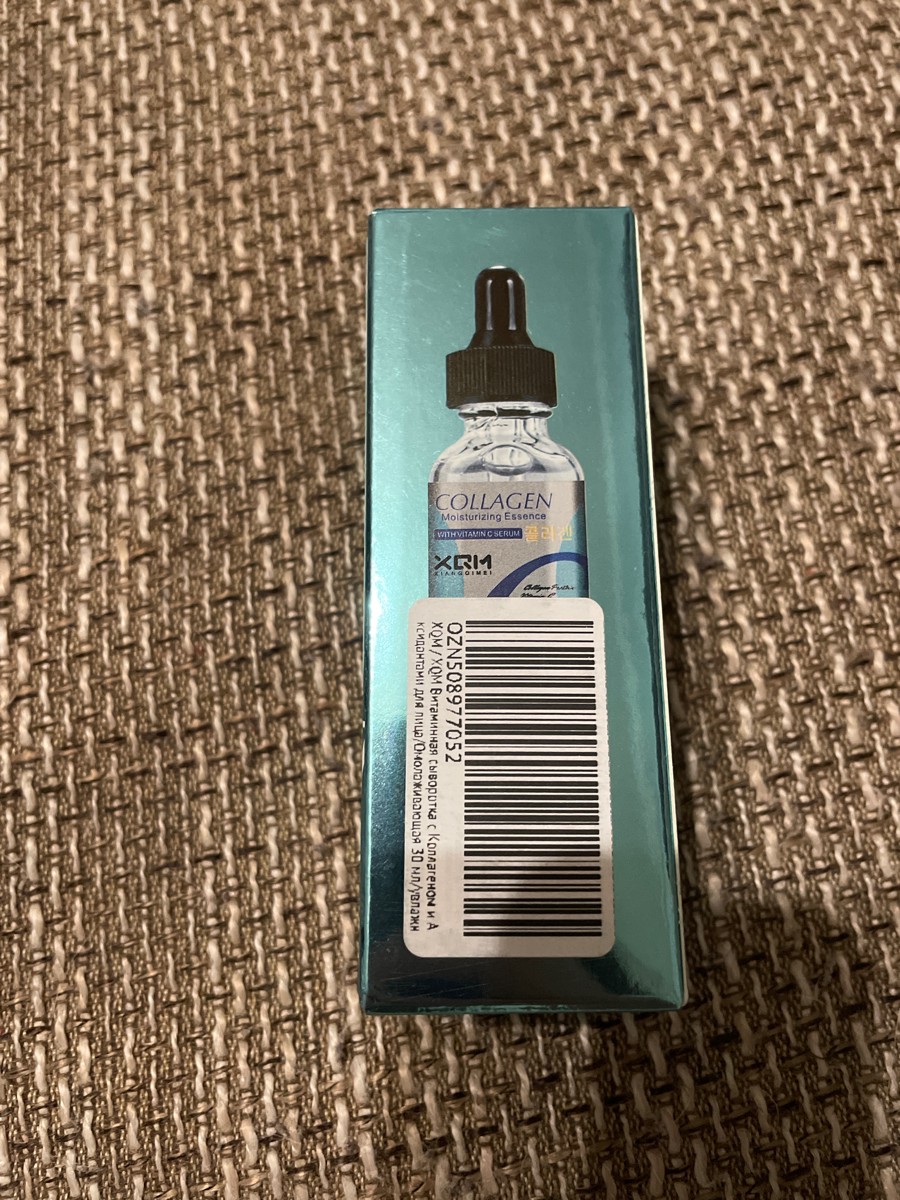 COLLAGEN
Moisturizing Essence
WITH VITAMIN C SERUM 콜라겐
XQM
XIANGQIMEI
OZN508977052
XQM / XQM Витаминная сыворотка с Коллагеном и А
ксидантами для лица/Омолаживающая 30 мл/увлажн